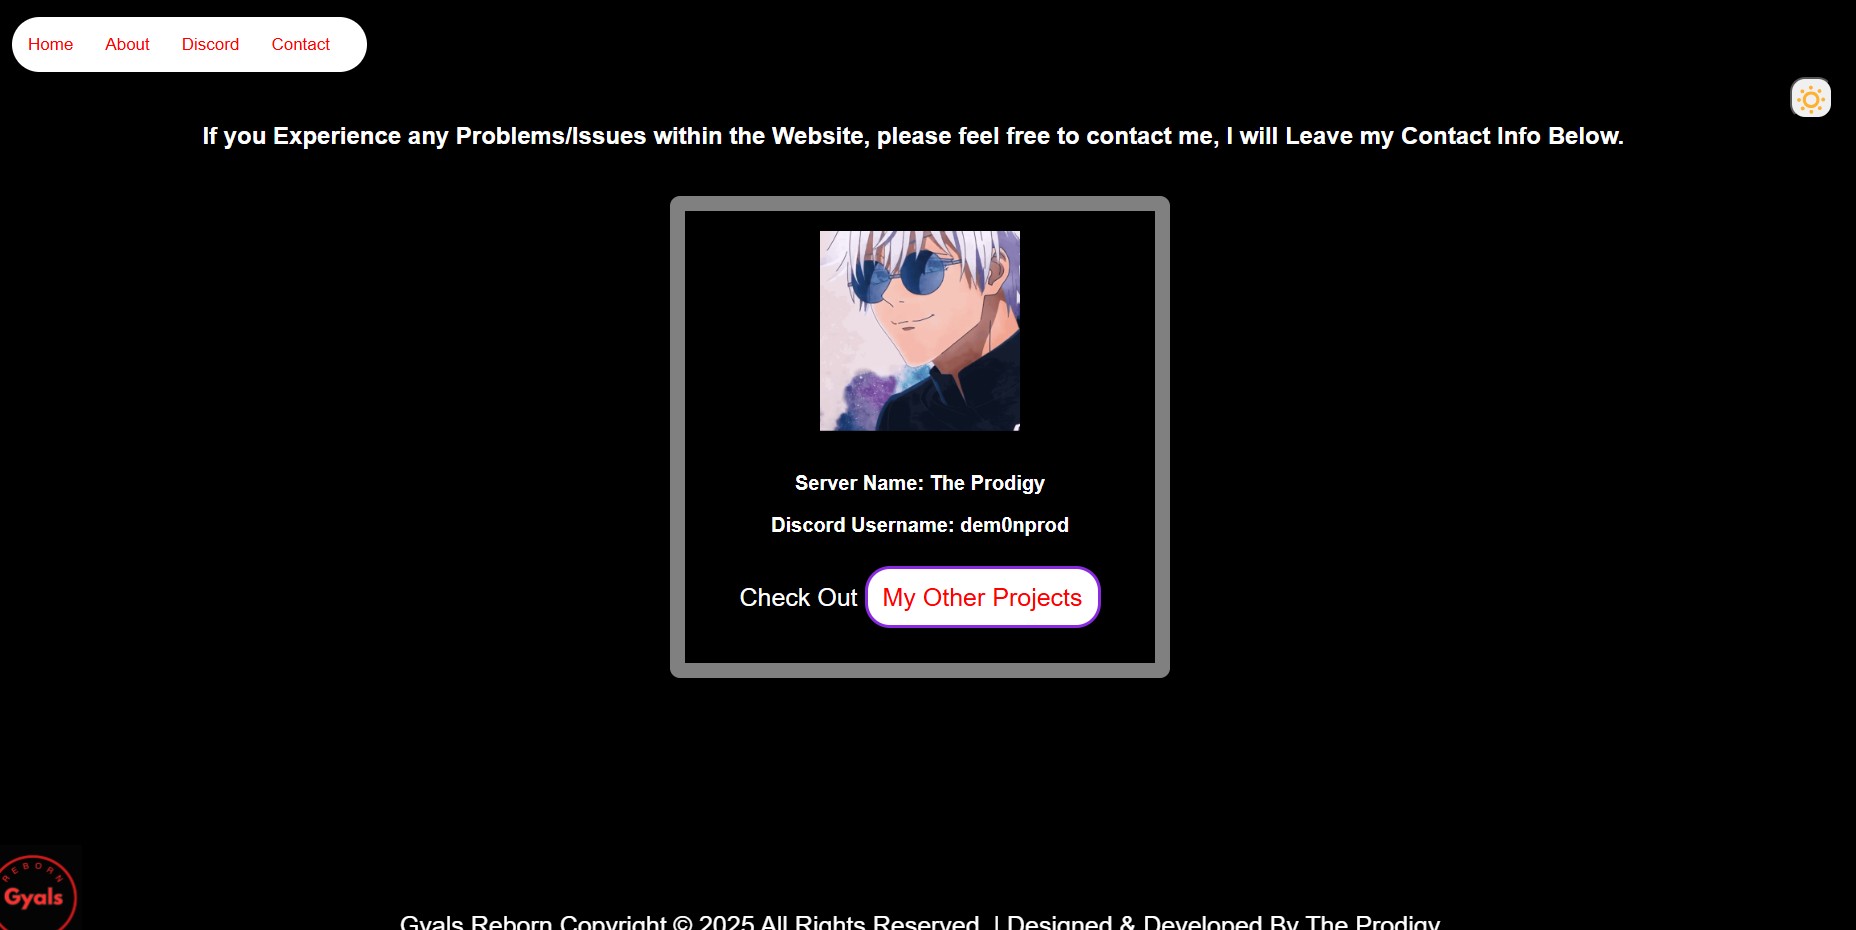 Home About Discord Contact
If you Experience any Problems/Issues within the Website, please feel free to contact me, I will Leave my Contact Info Below.
Server Name: The Prodigy
Discord Username: dem0nprod
Check Out My Other Projects
REBORN
Gyals
Gyals Reborn Copyright © 2025 All Rights Reserved. | Designed & Developed By The Prodigy